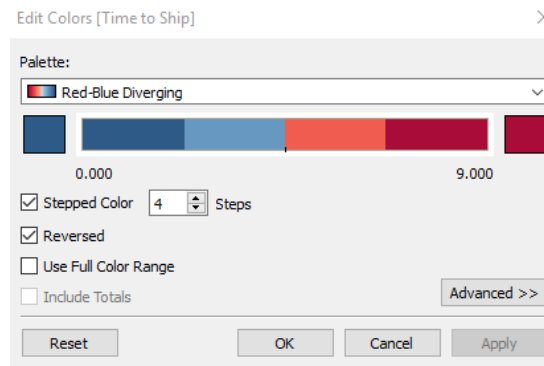 Edit Colors [Time to Ship]
Palette:
Red-Blue Diverging
0.000 9.000
Stepped Color 4 Steps
Reversed
Use Full Color Range
Include Totals
Advanced >>
Reset OK Cancel Apply